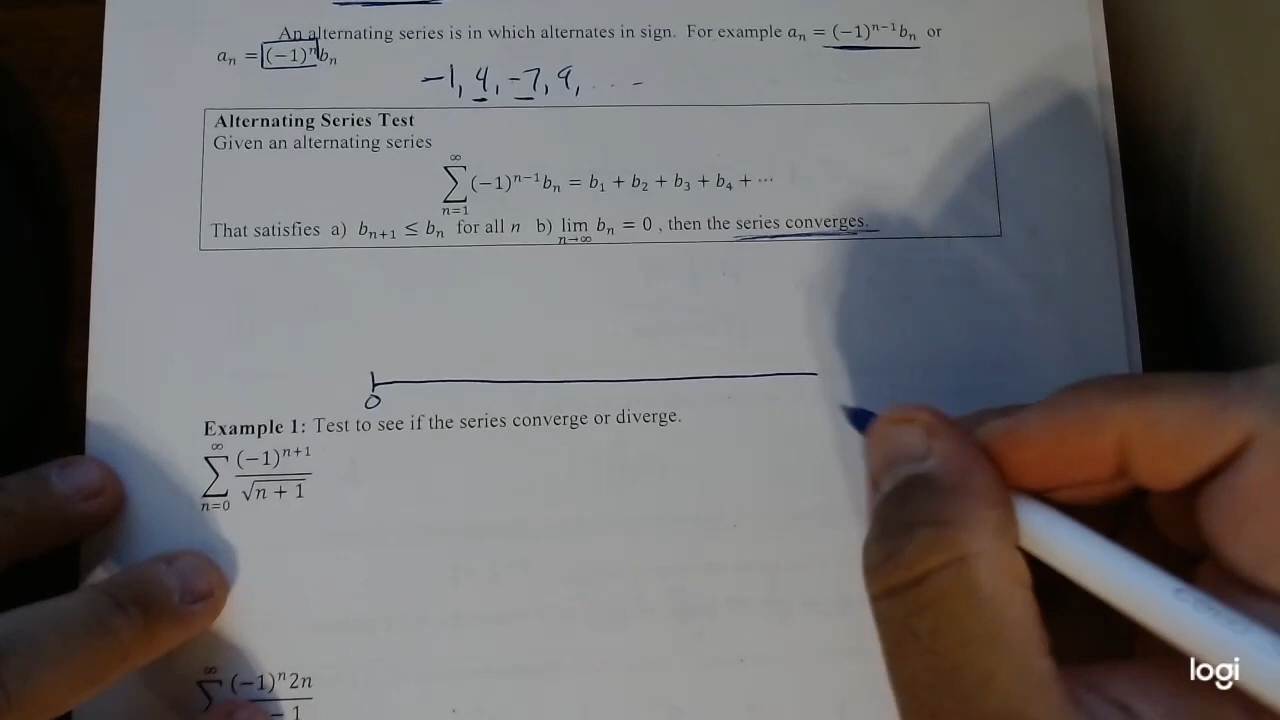 An alternating series is in which alternates in sign. For example aₙ = (−1)ⁿ⁻¹bₙ or
aₙ = (−1)ⁿbₙ
−1, 4, −7, 9, . . . –
Alternating Series Test
Given an alternating series
∞
∑ (−1)ⁿ⁻¹bₙ = b₁ + b₂ + b₃ + b₄ + ⋯
n=1
That satisfies a) bₙ₊₁ ≤ bₙ for all n b) lim bₙ = 0 , then the series converges.
n→∞
0
Example 1: Test to see if the series converge or diverge.
∞
∑ (−1)ⁿ⁺¹ / √(n + 1)
n=0
∞
∑ (−1)ⁿ2n
− 1
logi